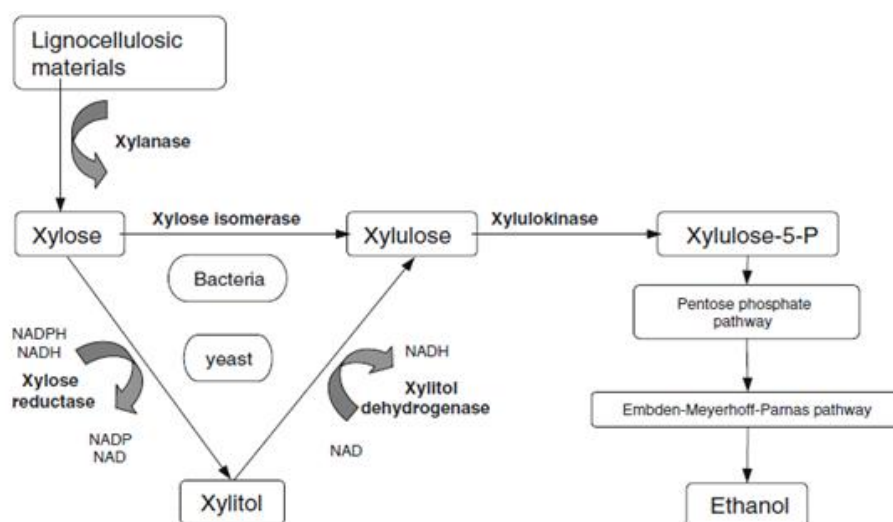 Lignocellulosic
materials
Xylanase
Xylose
Xylose isomerase
Xylulose
Xylulokinase
Xylulose-5-P
Bacteria
yeast
Pentose phosphate
pathway
NADPH
NADH
Xylose
reductase
NADP
NAD
NADH
Xylitol
dehydrogenase
NAD
Embden-Meyerhoff-Parnas pathway
Xylitol
Ethanol